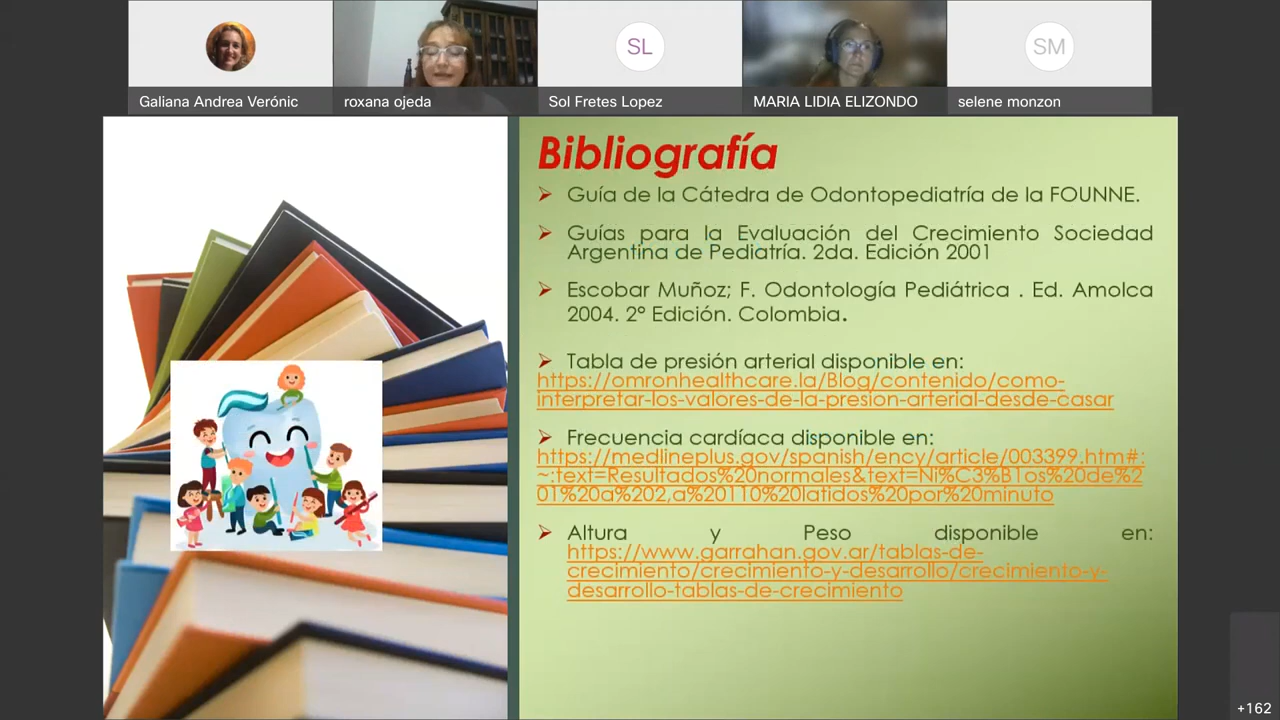 SL
SM
Galiana Andrea Verónic
roxana ojeda
Sol Fretes Lopez
MARIA LIDIA ELIZONDO
selene monzon
Bibliografía
Guía de la Cátedra de Odontopediatría de la FOUNNE.
Guías para la Evaluación del Crecimiento Sociedad
Argentina de Pediatría. 2da. Edición 2001
Escobar Muñoz; F. Odontología Pediátrica . Ed. Amolca
2004. 2° Edición. Colombia.
Tabla de presión arterial disponible en:
https://omronhealthcare.la/Blog/contenido/como-
interpretar-los-valores-de-la-presion-arterial-desde-casar
Frecuencia cardíaca disponible en:
https://medlineplus.gov/spanish/ency/article/003399.htm#:
~:text=Resultados%20normales&text=Ni%C3%B1os%20de%2
01%20a%202,a%20110%20latidos%20por%20minuto
Altura y Peso disponible en:
https://www.garrahan.gov.ar/tablas-de-
crecimiento/crecimiento-y-desarrollo/crecimiento-y-
desarrollo-tablas-de-crecimiento
+162